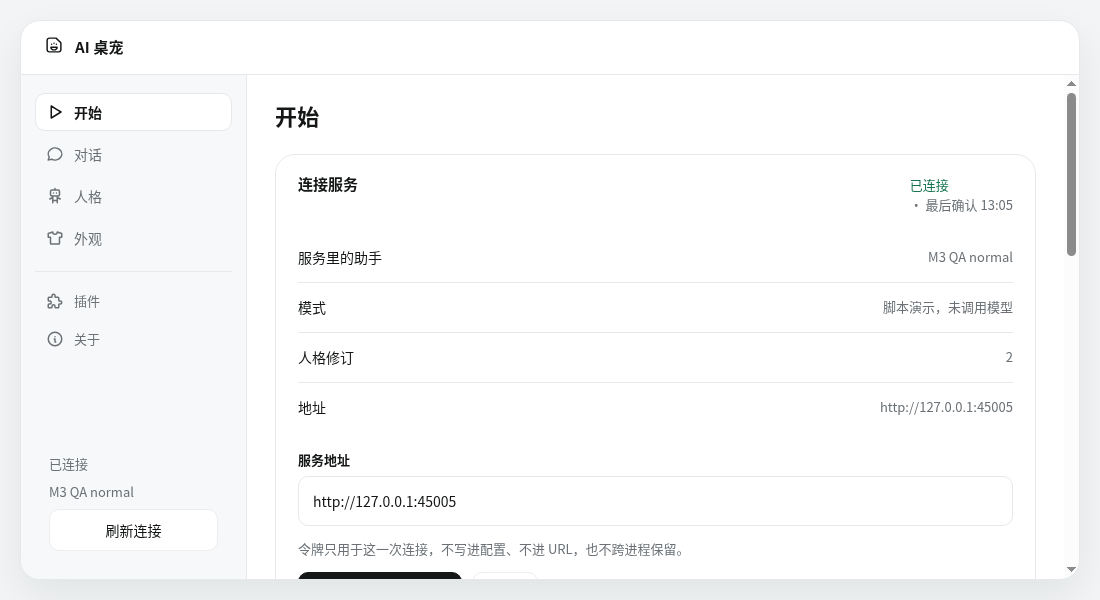 AI 桌宠
开始
对话
人格
外观
插件
关于
已连接
M3 QA normal
刷新连接
开始
连接服务
已连接
· 最后确认 13:05
服务里的助手
M3 QA normal
模式
脚本演示，未调用模型
人格修订
2
地址
http://127.0.0.1:45005
服务地址
http://127.0.0.1:45005
令牌只用于这一次连接，不写进配置、不进 URL，也不跨进程保留。